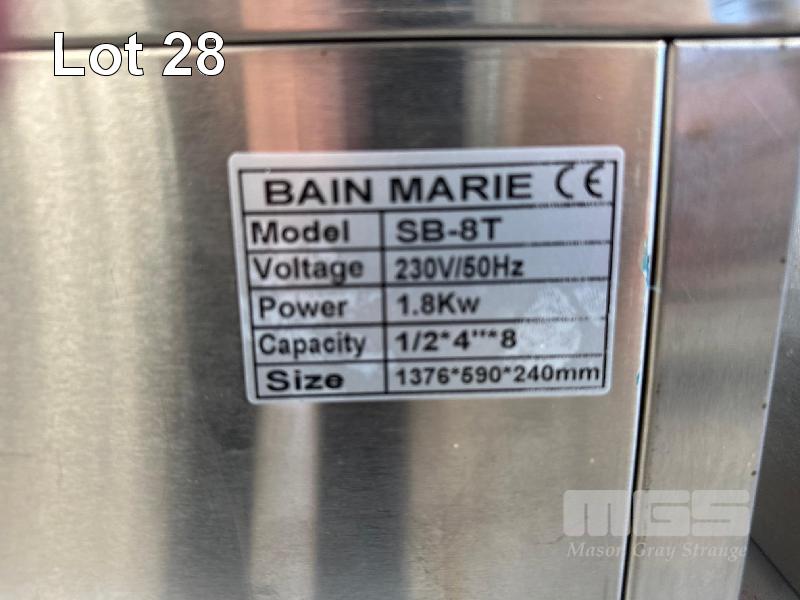 Lot 28
BAIN MARIE CE
Model SB-8T
Voltage 230V/50Hz
Power 1.8Kw
Capacity 1/2*4"*8
Size 1376*590*240mm
MGS
Mason Gray Strange